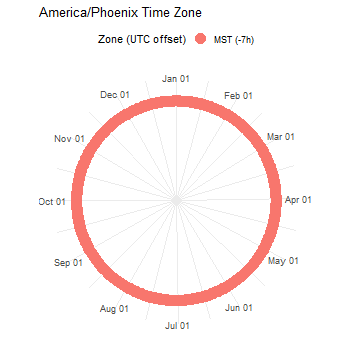 America/Phoenix Time Zone
Zone (UTC offset) MST (-7h)
Jan 01
Feb 01
Mar 01
Apr 01
May 01
Jun 01
Jul 01
Aug 01
Sep 01
Oct 01
Nov 01
Dec 01